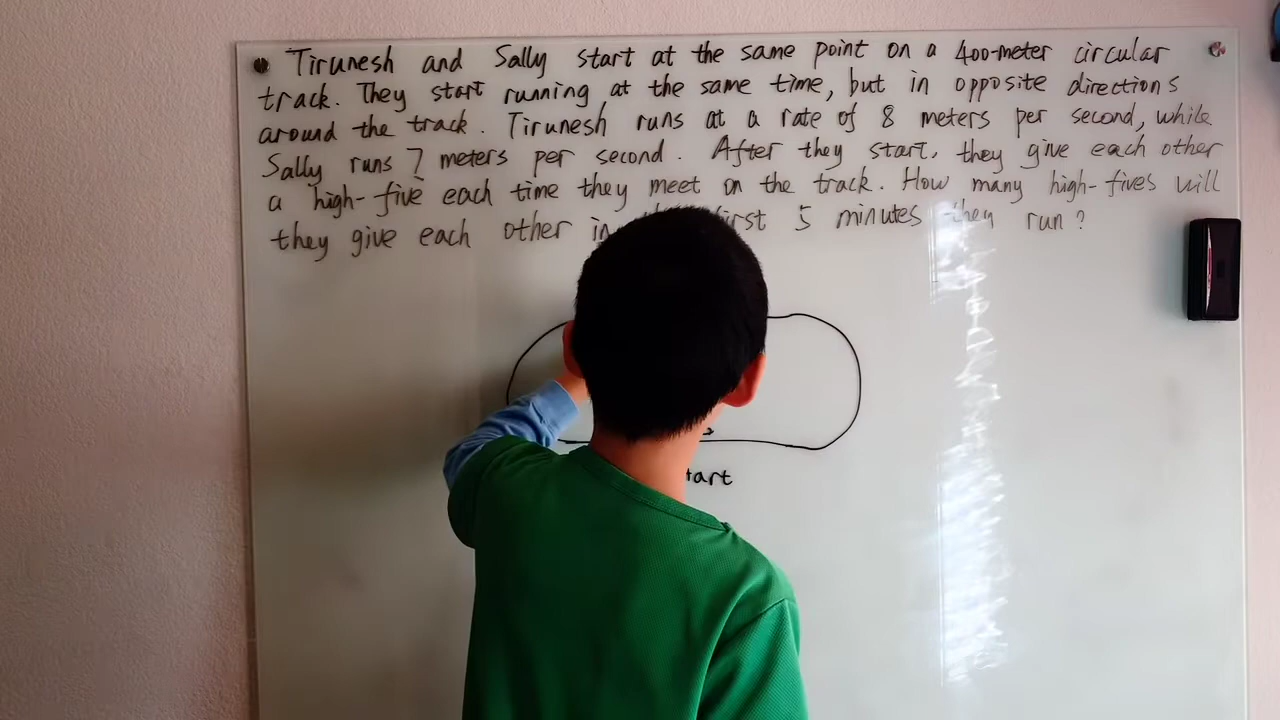 Tirunesh and Sally start at the same point on a 400-meter circular
track. They start running at the same time, but in opposite directions
around the track. Tirunesh runs at a rate of 8 meters per second, while
Sally runs 7 meters per second. After they start, they give each other
a high-five each time they meet on the track. How many high-fives will
they give each other in first 5 minutes they run?
tart